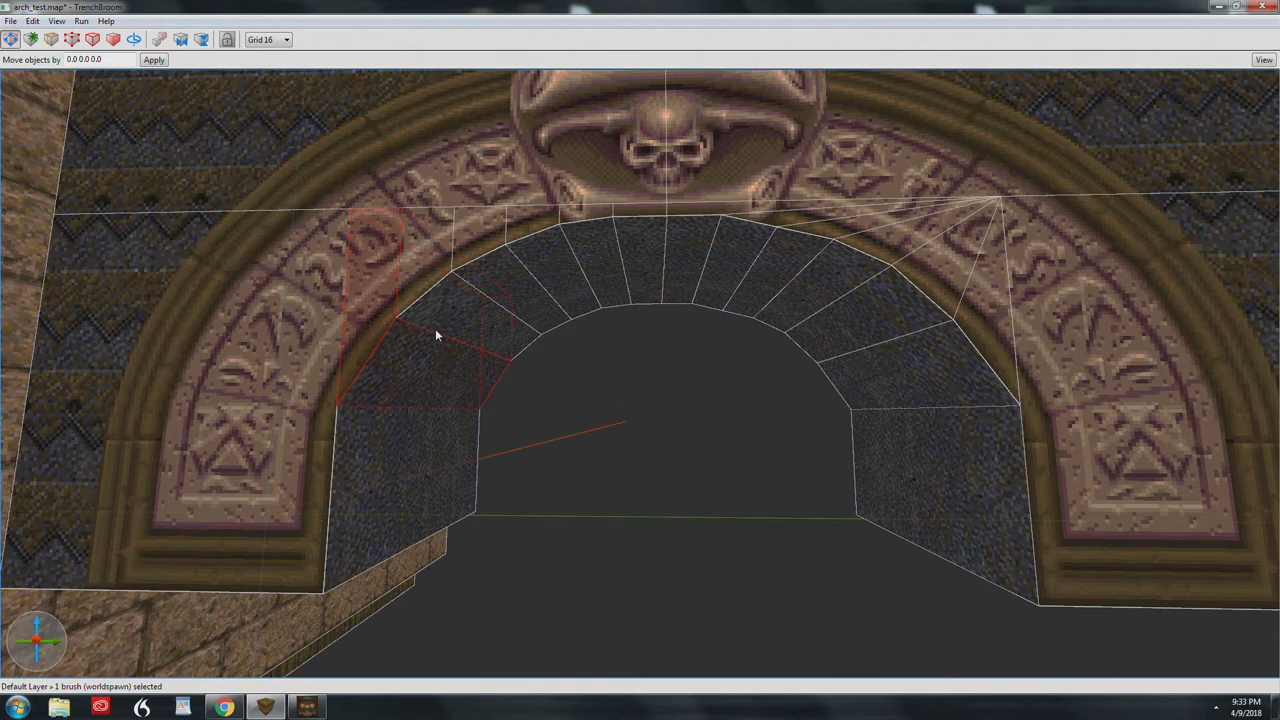 arch_test.map* - TrenchBroom
File Edit View Run Help
Grid 16
Move objects by 0.0 0.0 0.0 Apply View
Default Layer » 1 brush (worldspawn) selected
9:33 PM
4/9/2018